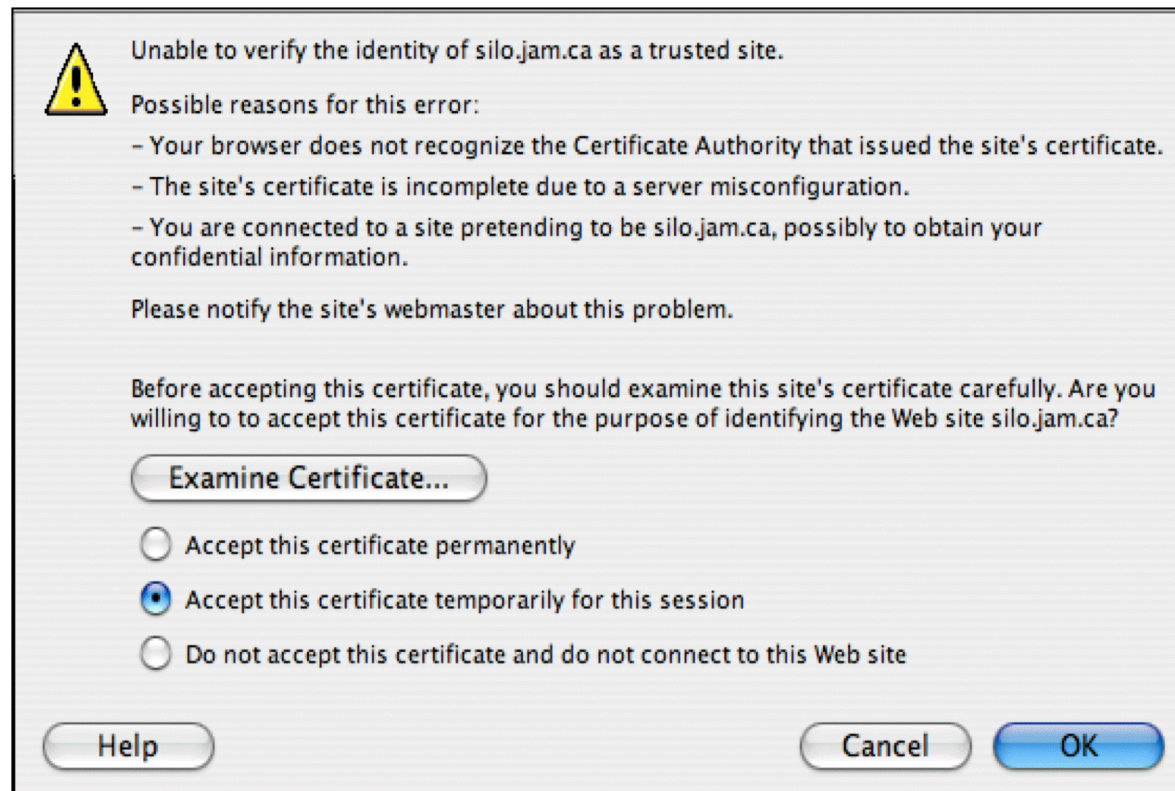 Unable to verify the identity of silo.jam.ca as a trusted site.
Possible reasons for this error:
– Your browser does not recognize the Certificate Authority that issued the site's certificate.
– The site's certificate is incomplete due to a server misconfiguration.
– You are connected to a site pretending to be silo.jam.ca, possibly to obtain your
confidential information.
Please notify the site's webmaster about this problem.
Before accepting this certificate, you should examine this site's certificate carefully. Are you
willing to to accept this certificate for the purpose of identifying the Web site silo.jam.ca?
Examine Certificate...
Accept this certificate permanently
Accept this certificate temporarily for this session
Do not accept this certificate and do not connect to this Web site
Help Cancel OK